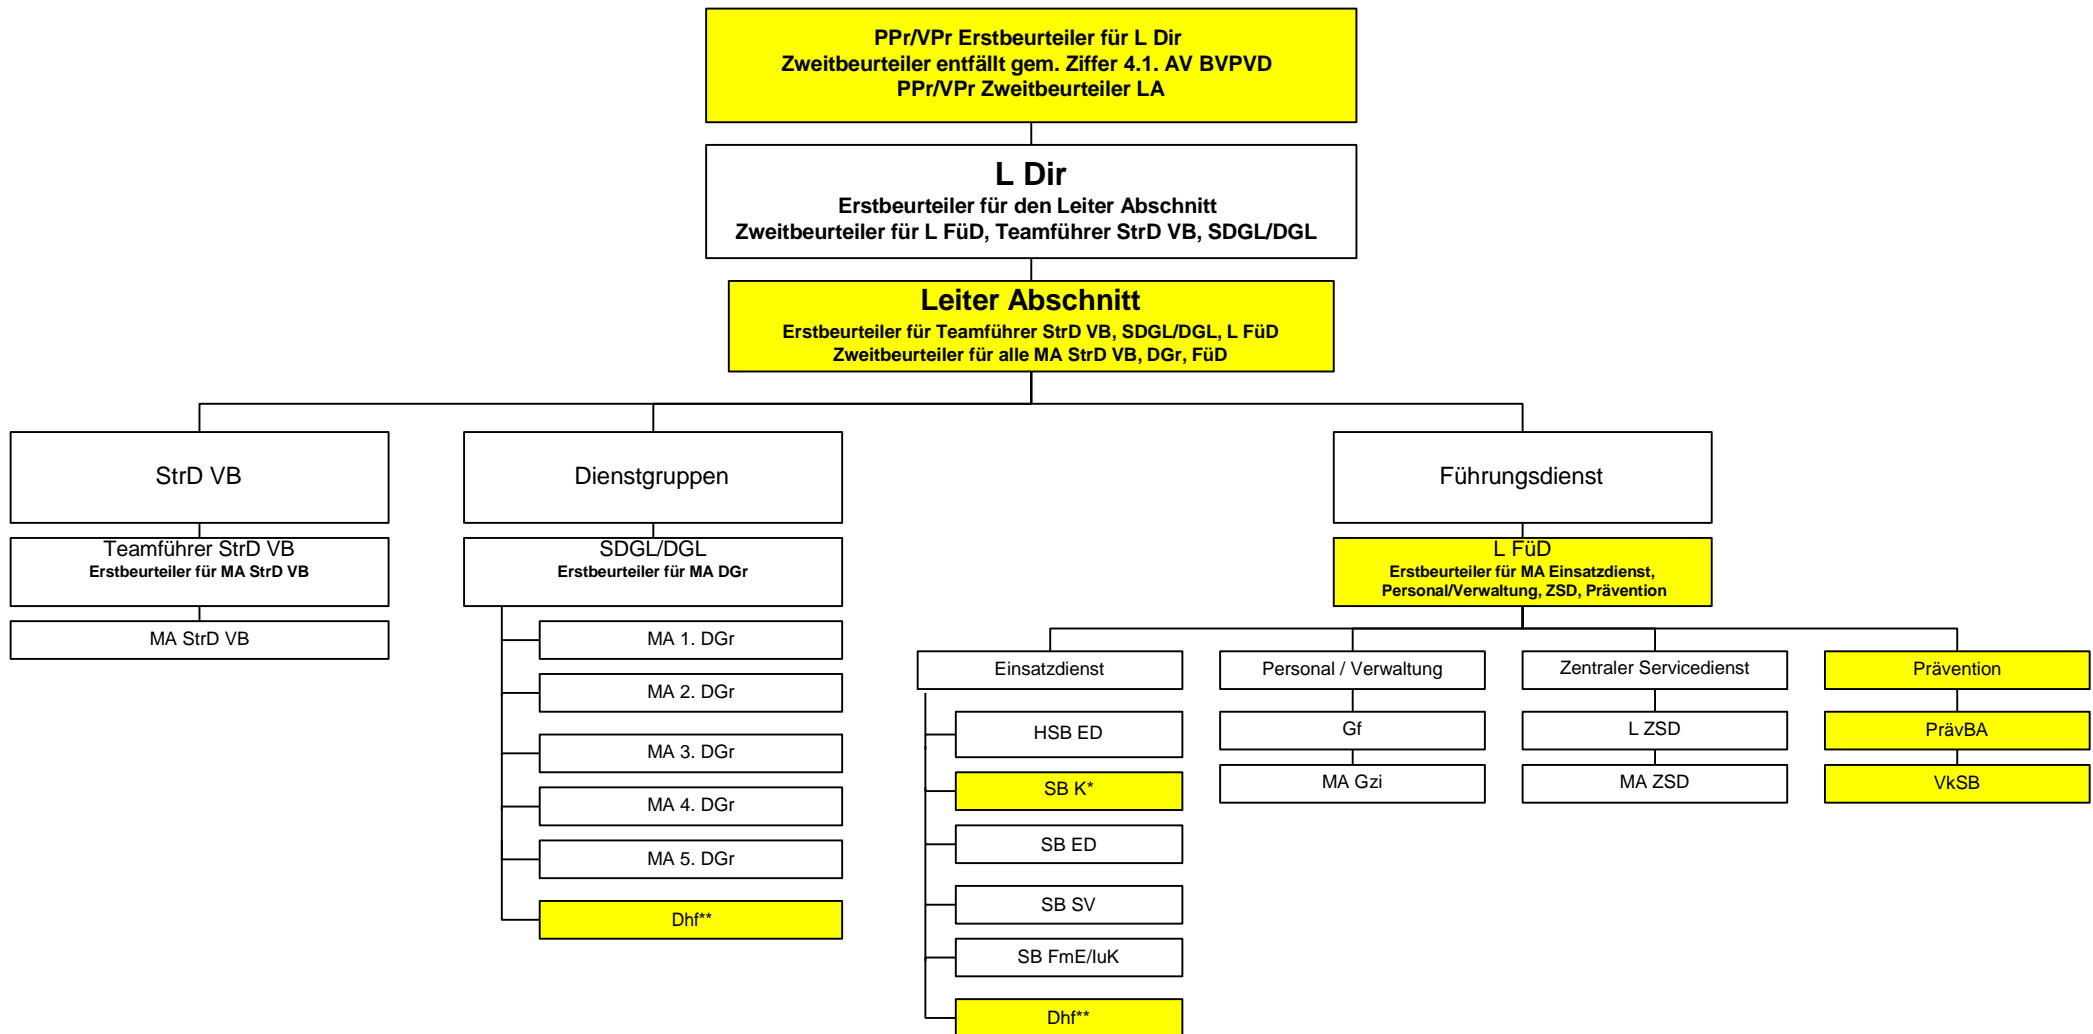 PPr/VPr Erstbeurteiler für L Dir
Zweitbeurteiler entfällt gem. Ziffer 4.1. AV BVPVD
PPr/VPr Zweitbeurteiler LA
L Dir
Erstbeurteiler für den Leiter Abschnitt
Zweitbeurteiler für L FüD, Teamführer StrD VB, SDGL/DGL
Leiter Abschnitt
Erstbeurteiler für Teamführer StrD VB, SDGL/DGL, L FüD
Zweitbeurteiler für alle MA StrD VB, DGr, FüD
StrD VB
Teamführer StrD VB
Erstbeurteiler für MA StrD VB
MA StrD VB
Dienstgruppen
SDGL/DGL
Erstbeurteiler für MA DGr
MA 1. DGr
MA 2. DGr
MA 3. DGr
MA 4. DGr
MA 5. DGr
Dhf**
Führungsdienst
L FüD
Erstbeurteiler für MA Einsatzdienst,
Personal/Verwaltung, ZSD, Prävention
Einsatzdienst
HSB ED
SB K*
SB ED
SB SV
SB FmE/IuK
Dhf**
Personal / Verwaltung
Gf
MA Gzi
Zentraler Servicedienst
L ZSD
MA ZSD
Prävention
PrävBA
VkSB